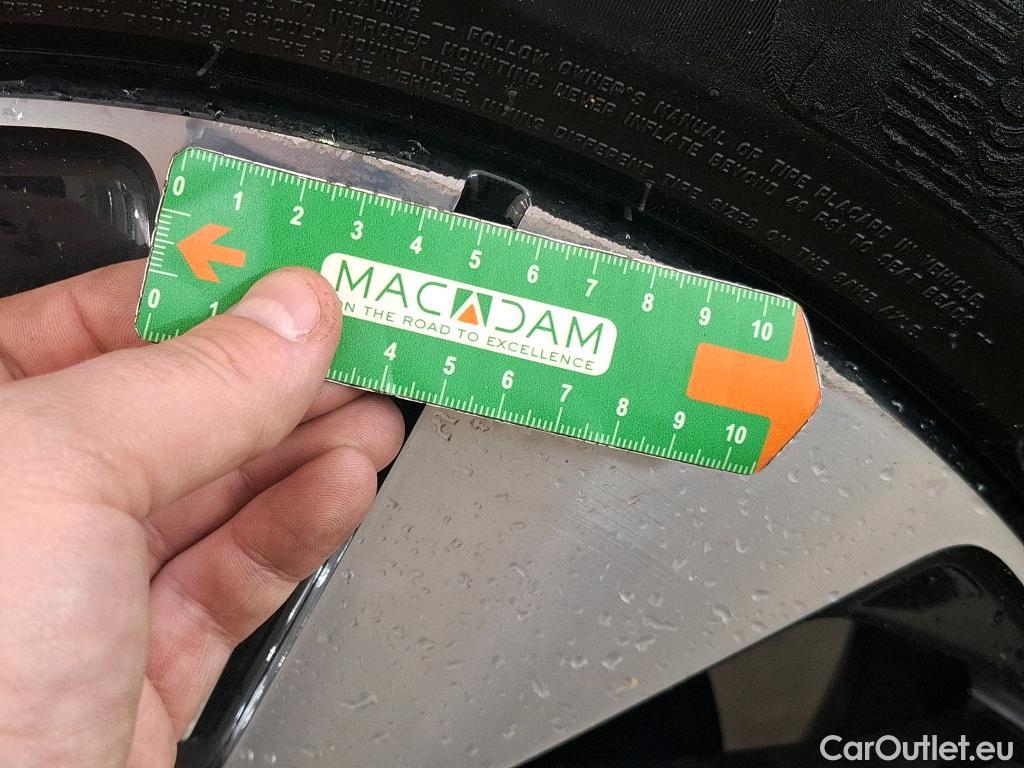 FOLLOW OWNER'S MANUAL OR TIRE PLACARD IN VEHICLE.
TO IMPROPER MOUNTING. NEVER INFLATE BEYOND 40 PSI TO SEAT BEADS -
SHOULD MOUNT TIRES.
ON THE SAME VEHICLE. MIXING DIFFERENT TIRE SIZES ON THE SAME AXLE.
0 1 2 3 4 5 6 7 8 9 10
MACADAM
ON THE ROAD TO EXCELLENCE
0 1 4 5 6 7 8 9 10
CarOutlet.eu